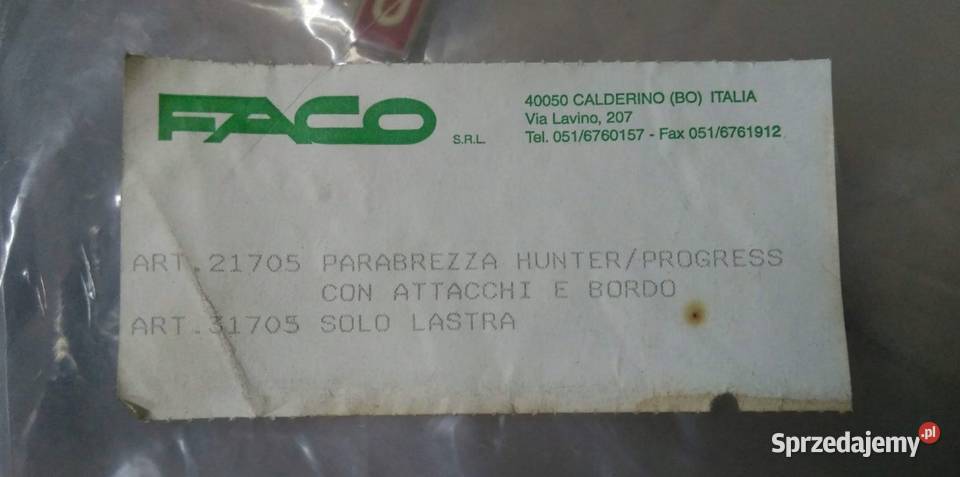 FACO S.R.L.
40050 CALDERINO (BO) ITALIA
Via Lavino, 207
Tel. 051/6760157 - Fax 051/6761912
ART.21705 PARABREZZA HUNTER/PROGRESS
CON ATTACCHI E BORDO
ART.31705 SOLO LASTRA
Sprzedajemy.pl